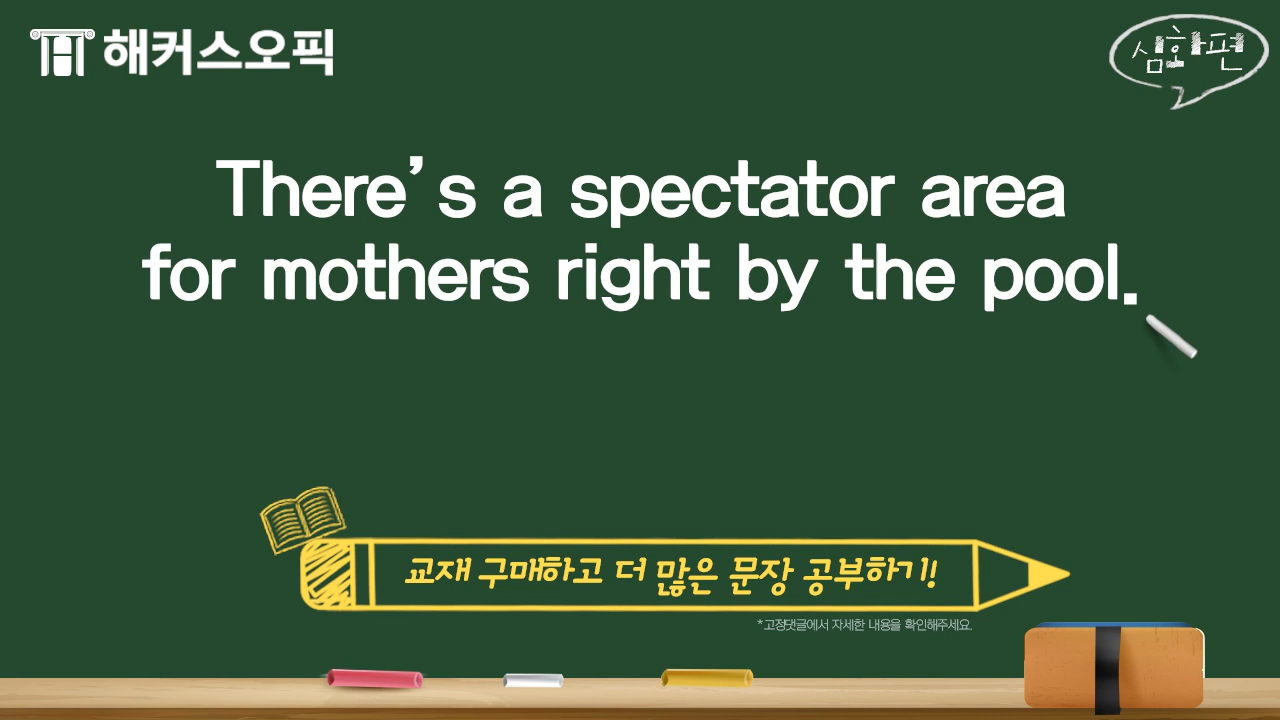 해커스오픽
심화편
There's a spectator area
for mothers right by the pool.
교재 구매하고 더 많은 문장 공부하기!
*고정댓글에서 자세한 내용을 확인해주세요.